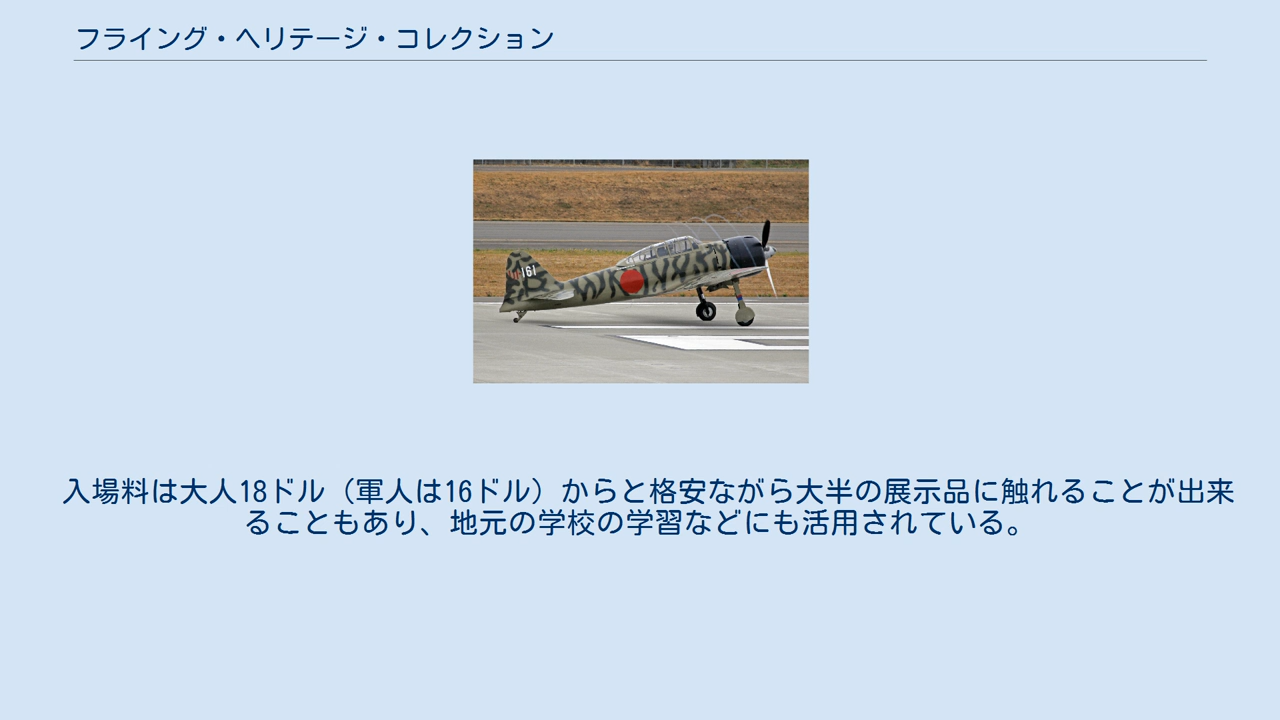 フライング・ヘリテージ・コレクション
161
入場料は大人18ドル（軍人は16ドル）からと格安ながら大半の展示品に触れることが出来
ることもあり、地元の学校の学習などにも活用されている。